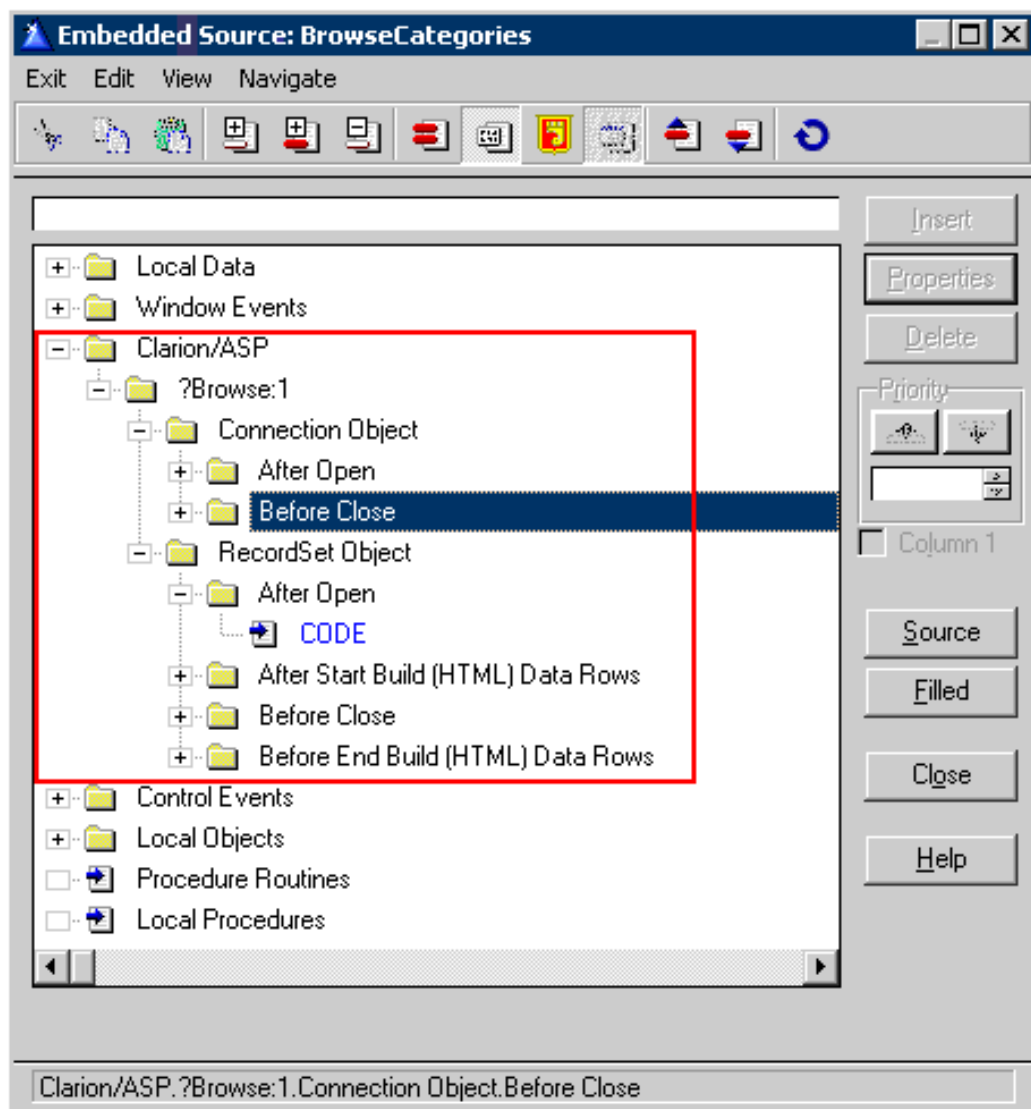 Embedded Source: BrowseCategories
Exit Edit View Navigate
Insert
Local Data
Properties
Window Events
Clarion/ASP
Delete
?Browse:1
Priority
Connection Object
After Open
Before Close
Column 1
RecordSet Object
After Open
CODE
Source
After Start Build (HTML) Data Rows
Filled
Before Close
Before End Build (HTML) Data Rows
Close
Control Events
Local Objects
Help
Procedure Routines
Local Procedures
Clarion/ASP.?Browse:1.Connection Object.Before Close